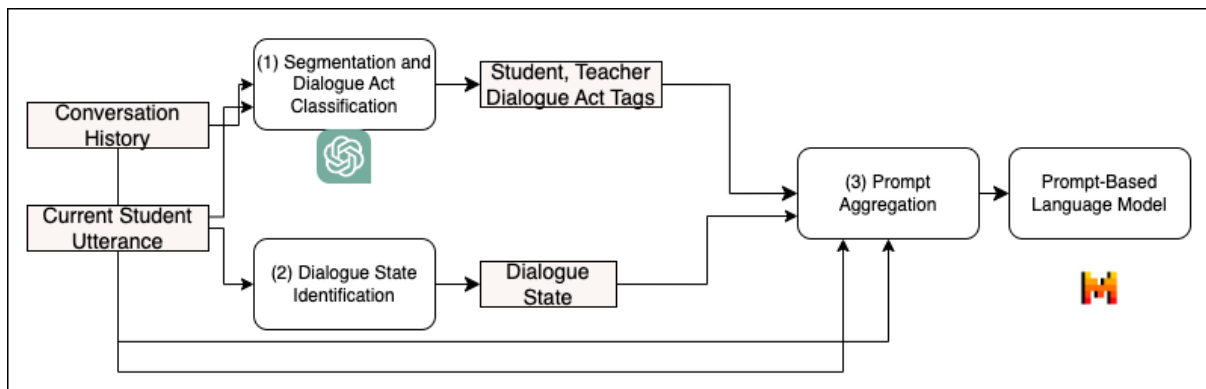 (1) Segmentation and
Dialogue Act
Classification
Student, Teacher
Dialogue Act Tags
Conversation
History
(3) Prompt
Aggregation
Prompt-Based
Language Model
Current Student
Utterance
(2) Dialogue State
Identification
Dialogue
State